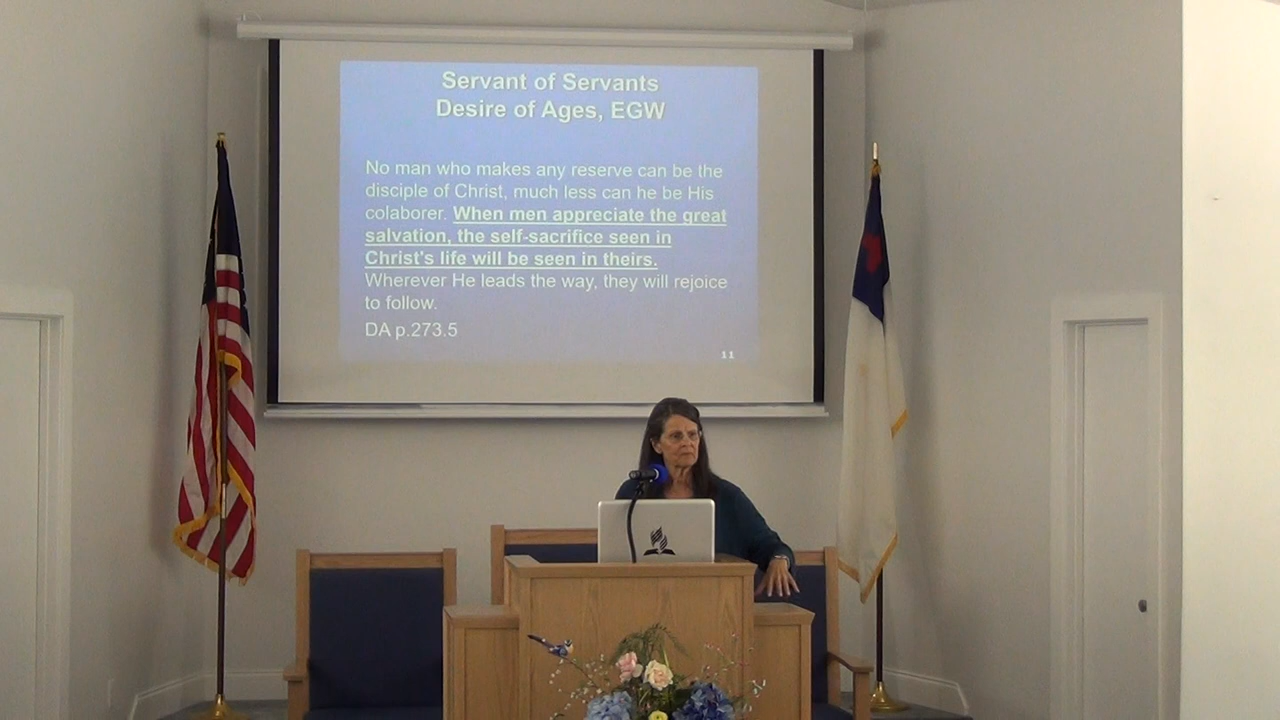 Servant of Servants
Desire of Ages, EGW
No man who makes any reserve can be the
disciple of Christ, much less can he be His
colaborer. When men appreciate the great
salvation, the self-sacrifice seen in
Christ's life will be seen in theirs.
Wherever He leads the way, they will rejoice
to follow.
DA p.273.5
11